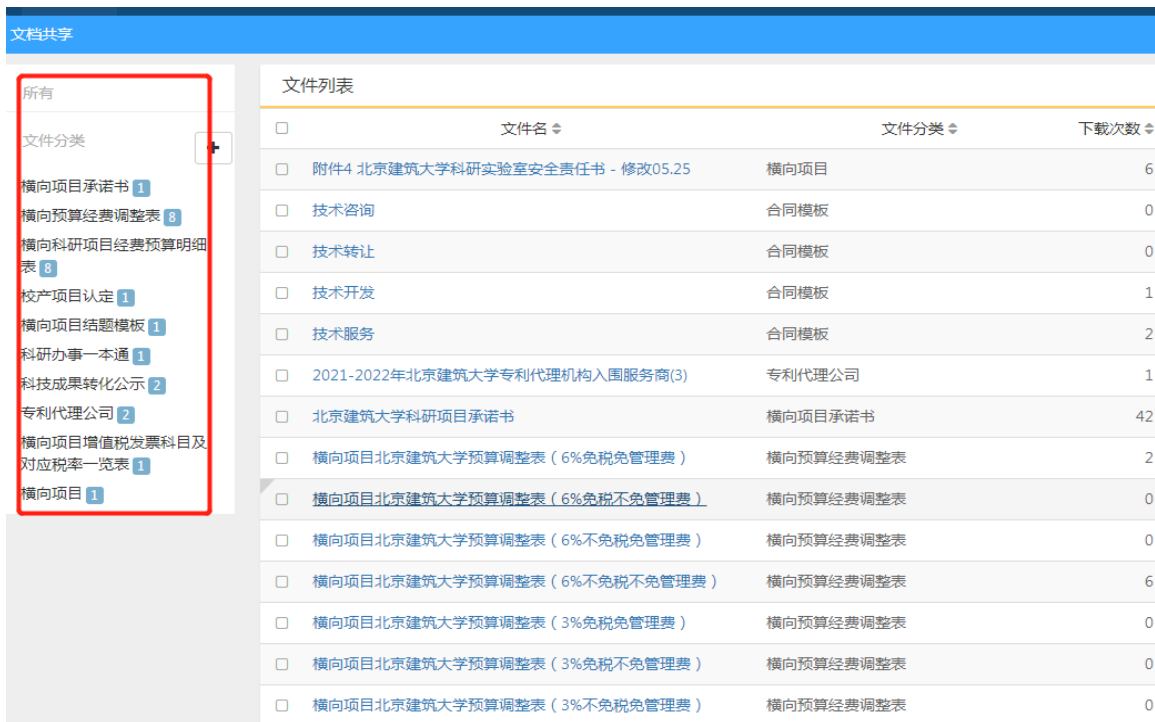 文档共享
所有
文件分类
横向项目承诺书 1
横向预算经费调整表 8
横向科研项目经费预算明细
表 8
校产项目认定 1
横向项目结题模板 1
科研办事一本通 1
科技成果转化公示 2
专利代理公司 2
横向项目增值税发票科目及
对应税率一览表 1
横向项目 1
文件列表
文件名 文件分类 下载次数
附件4 北京建筑大学科研实验室安全责任书 - 修改05.25 横向项目 6
技术咨询 合同模板 0
技术转让 合同模板 0
技术开发 合同模板 1
技术服务 合同模板 2
2021-2022年北京建筑大学专利代理机构入围服务商(3) 专利代理公司 1
北京建筑大学科研项目承诺书 横向项目承诺书 42
横向项目北京建筑大学预算调整表（6%免税免管理费） 横向预算经费调整表 2
横向项目北京建筑大学预算调整表（6%免税不免管理费） 横向预算经费调整表 0
横向项目北京建筑大学预算调整表（6%不免税免管理费） 横向预算经费调整表 0
横向项目北京建筑大学预算调整表（6%不免税不免管理费） 横向预算经费调整表 6
横向项目北京建筑大学预算调整表（3%免税免管理费） 横向预算经费调整表 0
横向项目北京建筑大学预算调整表（3%免税不免管理费） 横向预算经费调整表 0
横向项目北京建筑大学预算调整表（3%不免税免管理费） 横向预算经费调整表 0